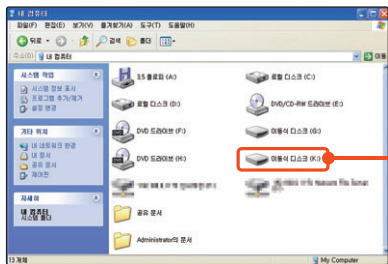 내 컴퓨터
파일(F) 편집(E) 보기(V) 즐겨찾기(A) 도구(T) 도움말(H)
뒤로 검색 폴더
주소(D) 내 컴퓨터 이동
시스템 작업
시스템 정보 표시
프로그램 추가/제거
설정 변경
기타 위치
내 네트워크 환경
내 문서
공유 문서
제어판
자세히
내 컴퓨터
시스템 폴더
3.5 플로피 (A:) 로컬 디스크 (C:)
로컬 디스크 (D:) DVD/CD-RW 드라이브 (E:)
DVD 드라이브 (F:) 이동식 디스크 (G:)
DVD 드라이브 (H:) 이동식 디스크 (K:)
공유 문서
Administrator의 문서
13 개체 My Computer